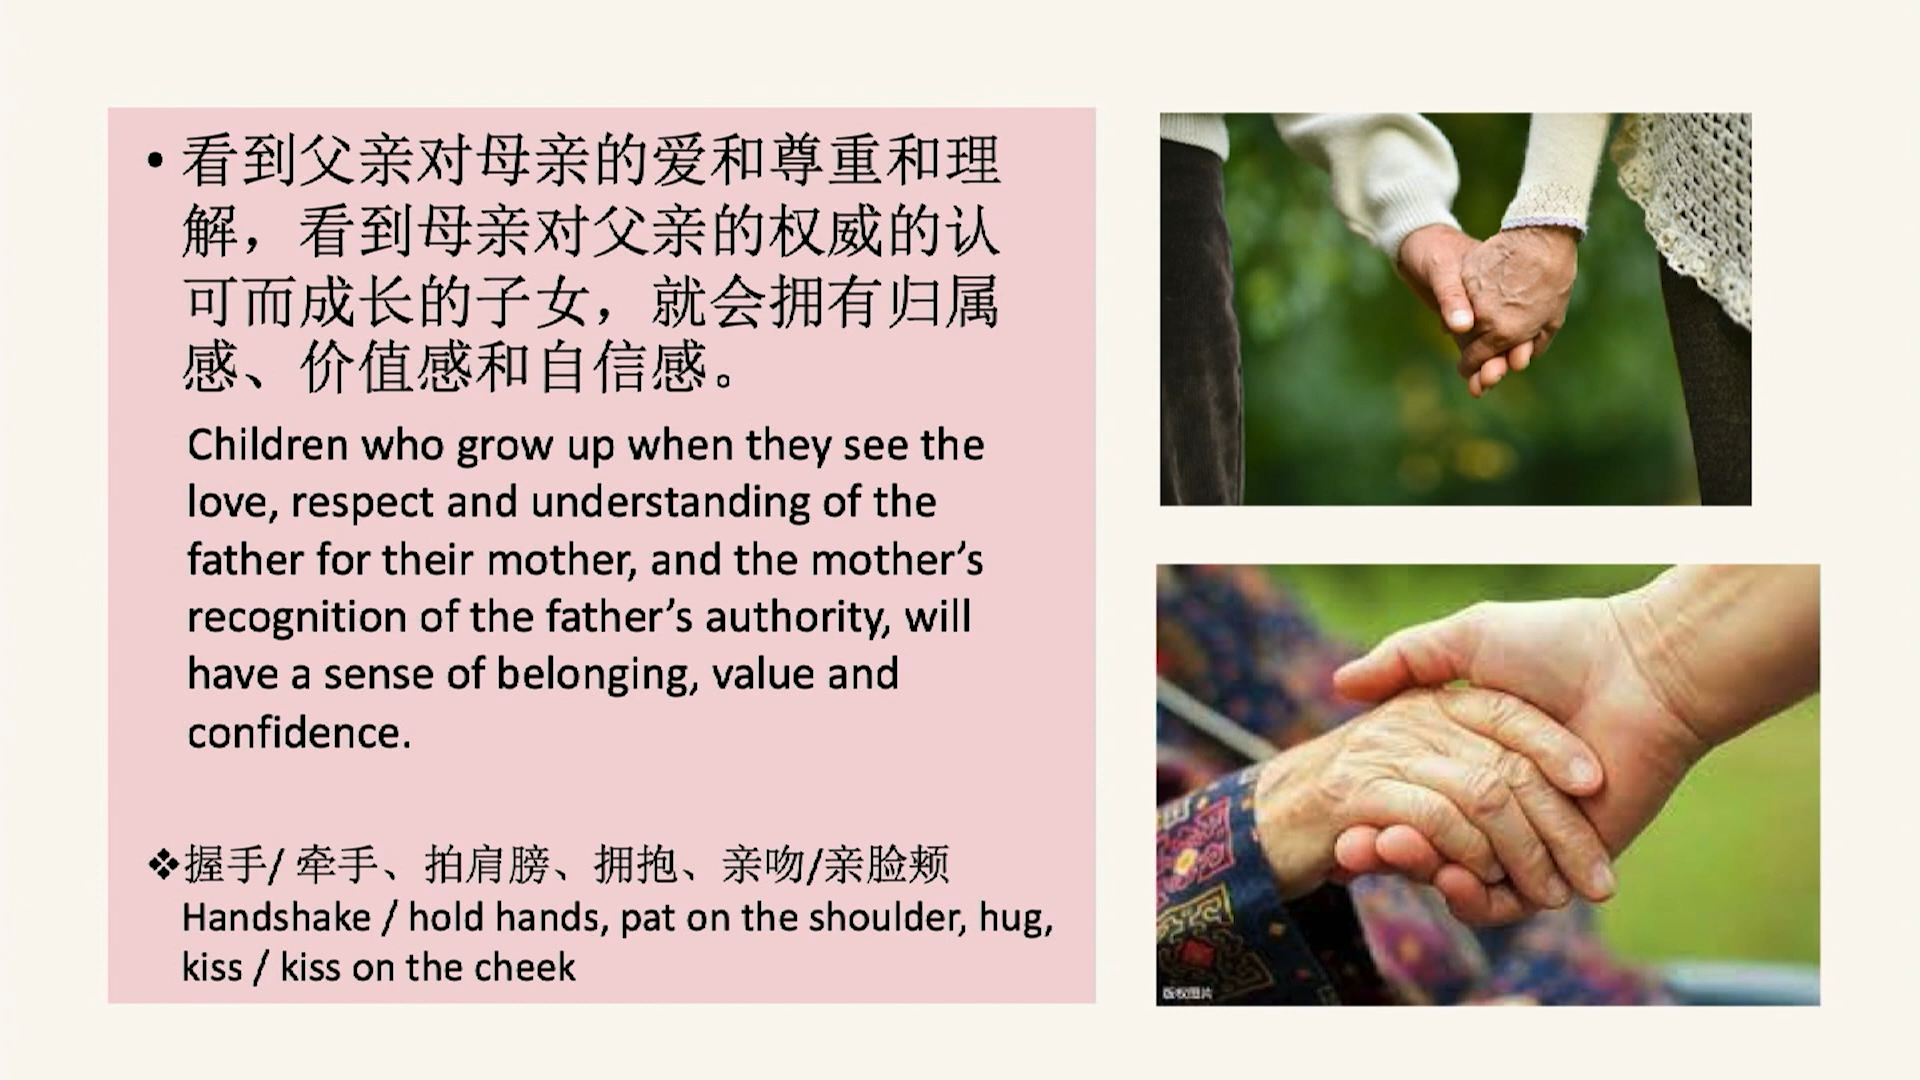 • 看到父亲对母亲的爱和尊重和理
解，看到母亲对父亲的权威的认
可而成长的子女，就会拥有归属
感、价值感和自信感。
Children who grow up when they see the
love, respect and understanding of the
father for their mother, and the mother’s
recognition of the father’s authority, will
have a sense of belonging, value and
confidence.
❖握手/ 牵手、拍肩膀、拥抱、亲吻/亲脸颊
Handshake / hold hands, pat on the shoulder, hug,
kiss / kiss on the cheek
版权图片